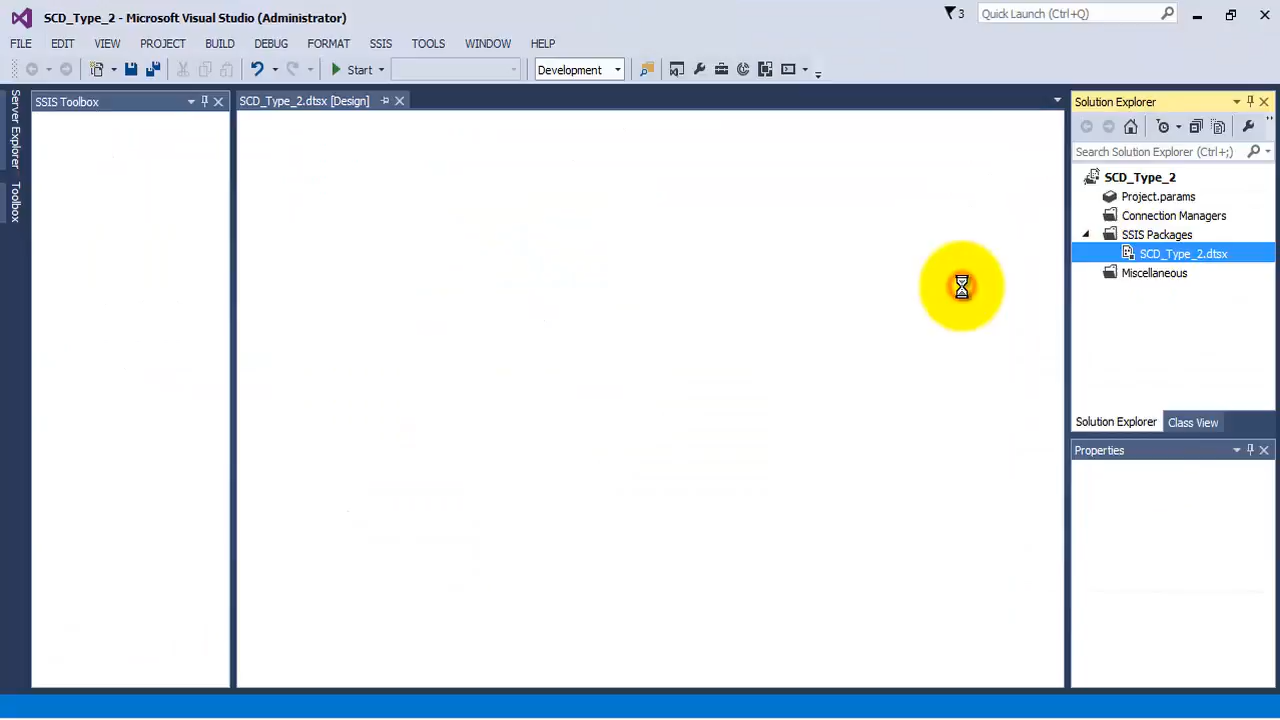 SCD_Type_2 - Microsoft Visual Studio (Administrator)
3
Quick Launch (Ctrl+Q)
FILE EDIT VIEW PROJECT BUILD DEBUG FORMAT SSIS TOOLS WINDOW HELP
Start
Development
Server Explorer
Toolbox
SSIS Toolbox
SCD_Type_2.dtsx [Design]
Solution Explorer
Search Solution Explorer (Ctrl+;)
SCD_Type_2
Project.params
Connection Managers
SSIS Packages
SCD_Type_2.dtsx
Miscellaneous
Solution Explorer Class View
Properties